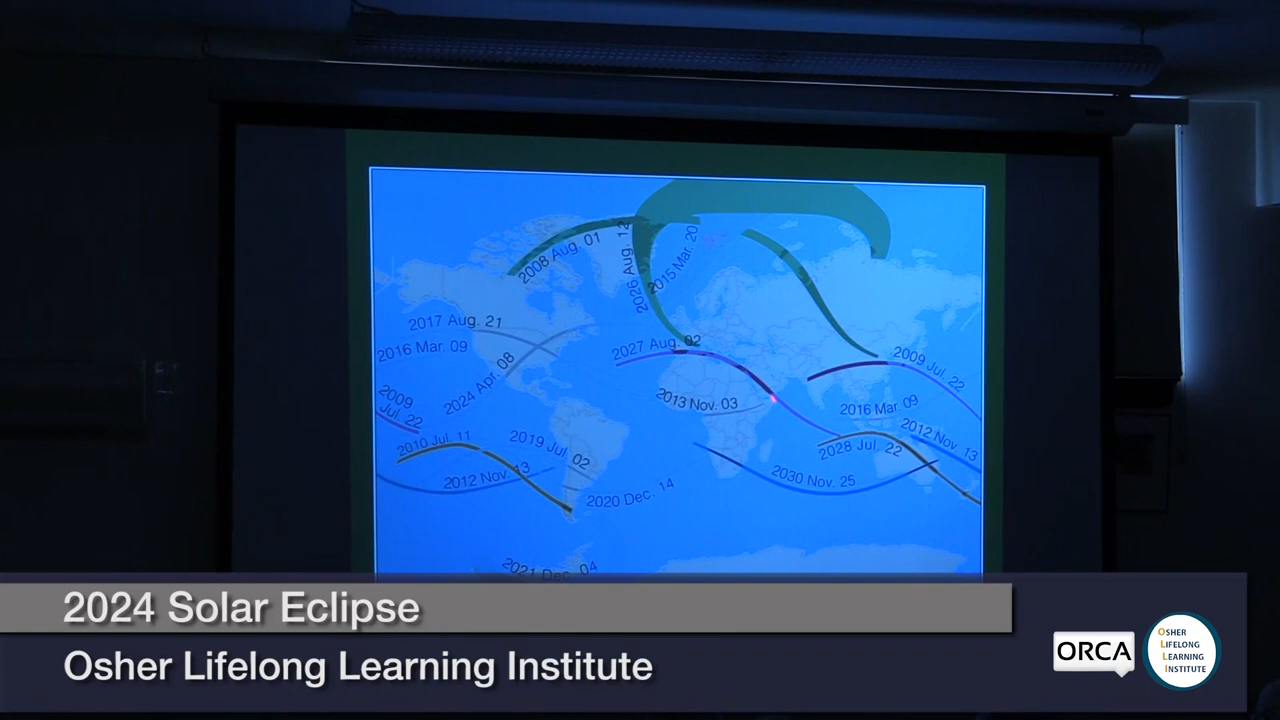 2008 Aug. 01
2026 Aug. 12
2015 Mar. 20
2017 Aug. 21
2016 Mar. 09
2024 Apr. 08
2027 Aug. 02
2009 Jul. 22
2013 Nov. 03
2009
Jul. 22
2016 Mar. 09
2010 Jul. 11
2019 Jul. 02
2028 Jul. 22
2012 Nov. 13
2012 Nov. 13
2030 Nov. 25
2020 Dec. 14
2021 Dec. 04
2024 Solar Eclipse
Osher Lifelong Learning Institute
ORCA
OSHER
LIFELONG
LEARNING
INSTITUTE